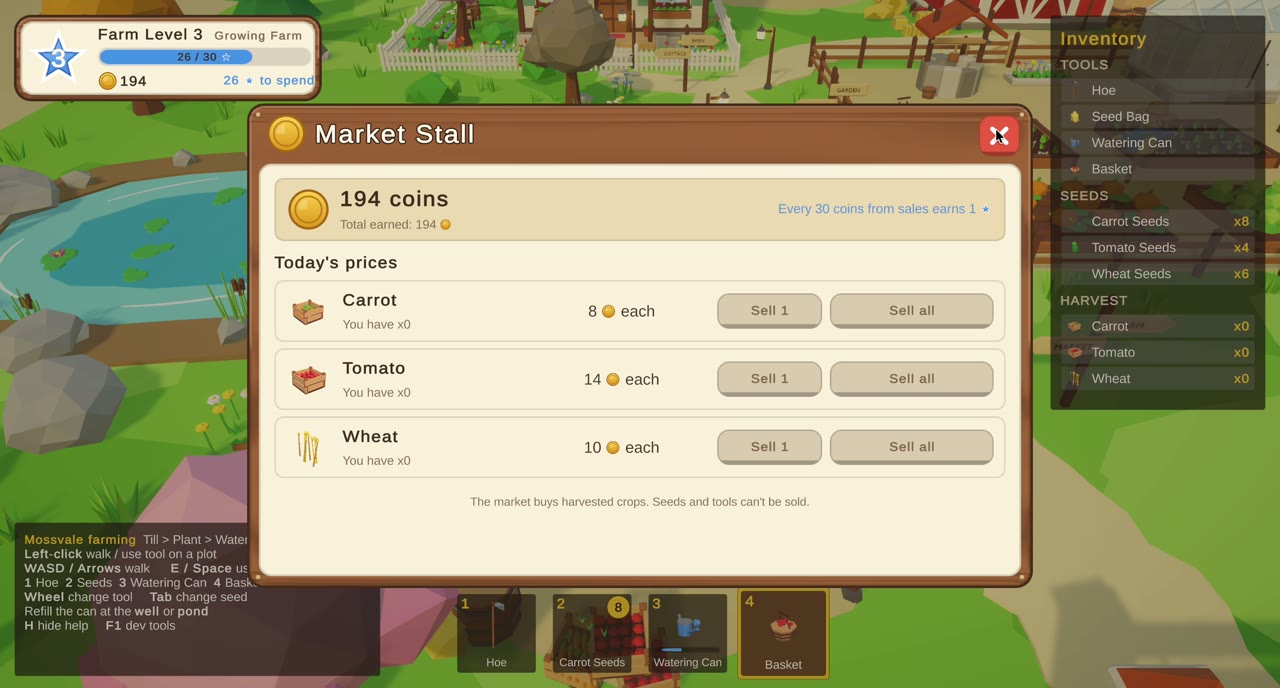 3
Farm Level 3 Growing Farm
26 / 30
194
26 to spend
COTTAGE
BARN
GARDEN
Market Stall
194 coins
Total earned: 194
Every 30 coins from sales earns 1
Today's prices
Carrot
You have x0
8 each
Sell 1
Sell all
Tomato
You have x0
14 each
Sell 1
Sell all
Wheat
You have x0
10 each
Sell 1
Sell all
The market buys harvested crops. Seeds and tools can't be sold.
Inventory
TOOLS
Hoe
Seed Bag
Watering Can
Basket
SEEDS
Carrot Seeds x8
Tomato Seeds x4
Wheat Seeds x6
HARVEST
Carrot x0
Tomato x0
Wheat x0
Mossvale farming Till > Plant > Water
Left-click walk / use tool on a plot
WASD / Arrows walk E / Space us
1 Hoe 2 Seeds 3 Watering Can 4 Bask
Wheel change tool Tab change seed
Refill the can at the well or pond
H hide help F1 dev tools
1
Hoe
2
8
Carrot Seeds
3
Watering Can
4
Basket